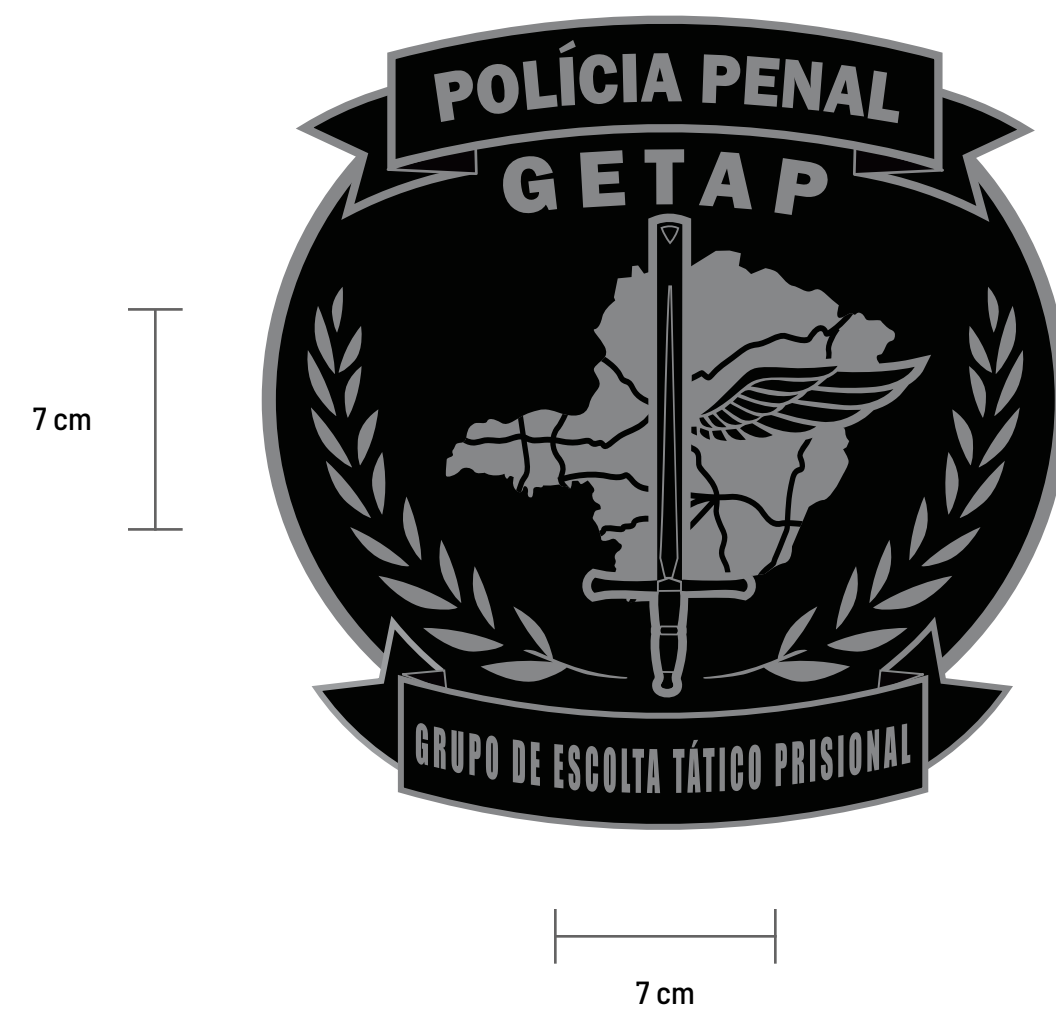 POLÍCIA PENAL
GETAP
7 cm
GRUPO DE ESCOLTA TÁTICO PRISIONAL
7 cm